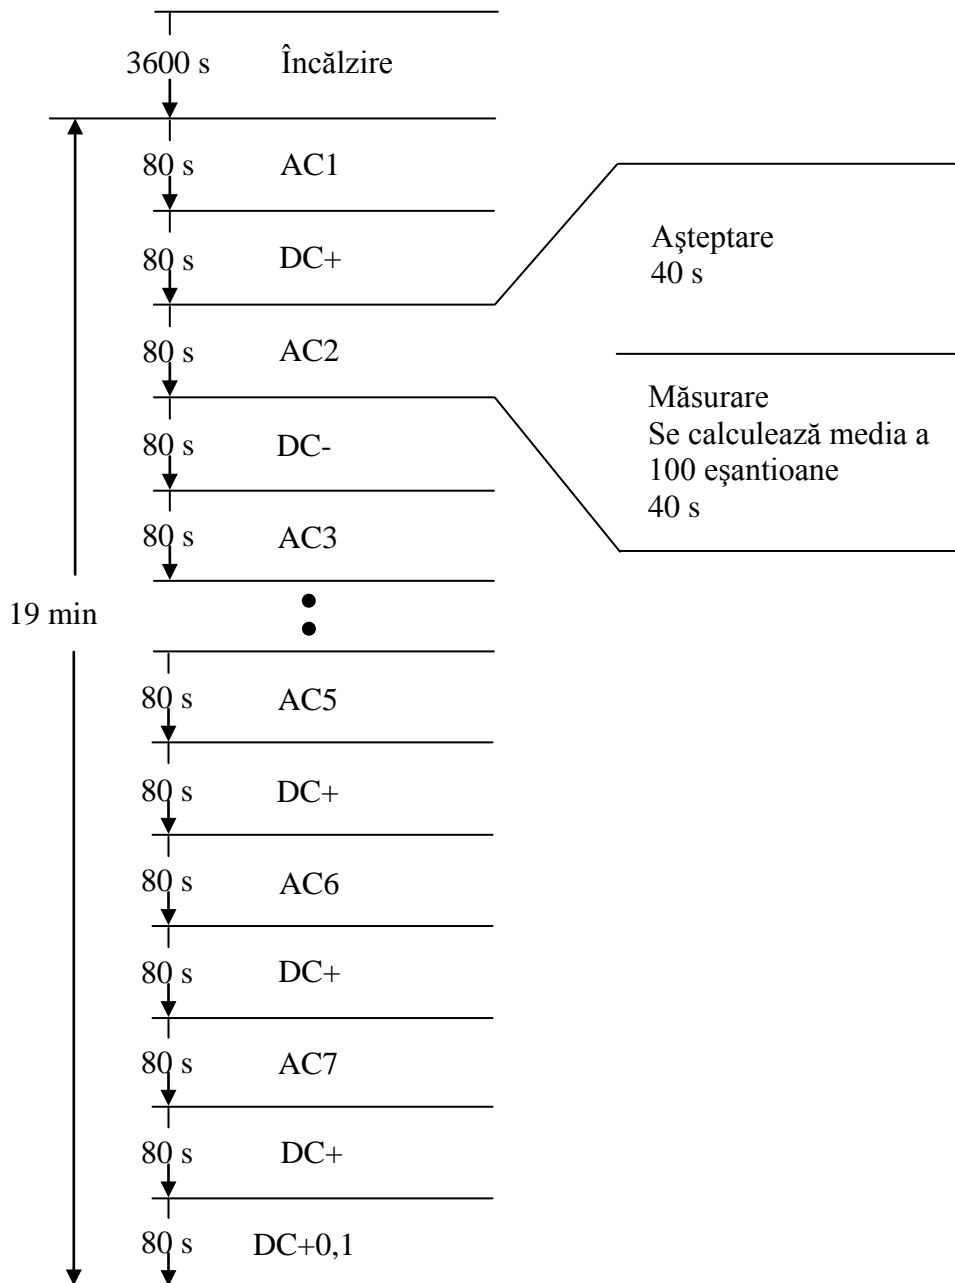 3600 s Încălzire
80 s AC1
80 s DC+
80 s AC2
80 s DC-
80 s AC3
19 min
80 s AC5
80 s DC+
80 s AC6
80 s DC+
80 s AC7
80 s DC+
80 s DC+0,1
Aşteptare
40 s
Măsurare
Se calculează media a
100 eşantioane
40 s